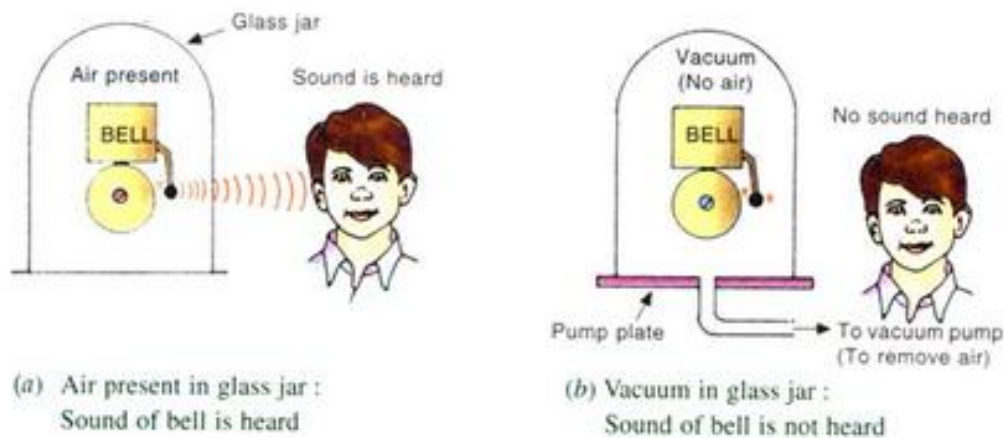 Glass jar
Air present
Sound is heard
BELL
Vacuum
(No air)
No sound heard
BELL
Pump plate
To vacuum pump
(To remove air)
(a) Air present in glass jar :
Sound of bell is heard
(b) Vacuum in glass jar :
Sound of bell is not heard